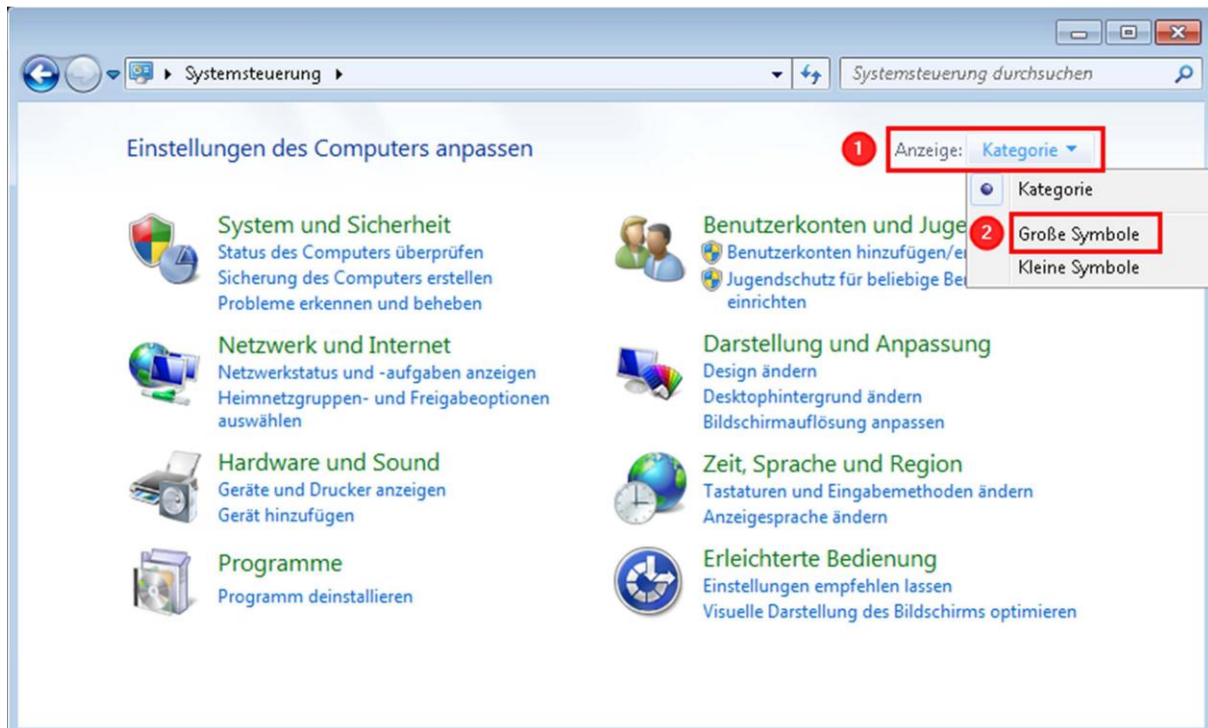 Systemsteuerung
Systemsteuerung durchsuchen
Einstellungen des Computers anpassen
1
Anzeige: Kategorie
Kategorie
2
Große Symbole
Kleine Symbole
System und Sicherheit
Status des Computers überprüfen
Sicherung des Computers erstellen
Probleme erkennen und beheben
Netzwerk und Internet
Netzwerkstatus und -aufgaben anzeigen
Heimnetzgruppen- und Freigabeoptionen
auswählen
Hardware und Sound
Geräte und Drucker anzeigen
Gerät hinzufügen
Programme
Programm deinstallieren
Benutzerkonten und Juge
Benutzerkonten hinzufügen/e
Jugendschutz für beliebige Be
einrichten
Darstellung und Anpassung
Design ändern
Desktophintergrund ändern
Bildschirmauflösung anpassen
Zeit, Sprache und Region
Tastaturen und Eingabemethoden ändern
Anzeigesprache ändern
Erleichterte Bedienung
Einstellungen empfehlen lassen
Visuelle Darstellung des Bildschirms optimieren